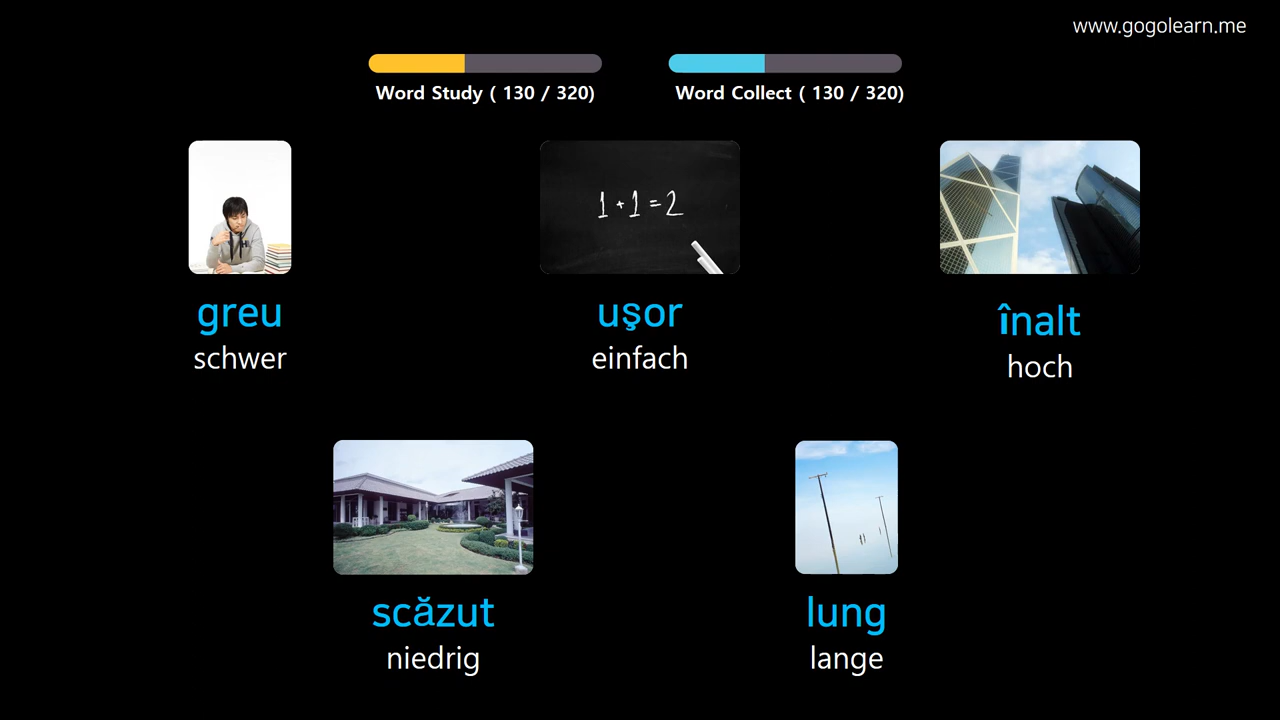 www.gogolearn.me
Word Study ( 130 / 320)
Word Collect ( 130 / 320)
1 + 1 = 2
greu
schwer
uşor
einfach
înalt
hoch
scăzut
niedrig
lung
lange